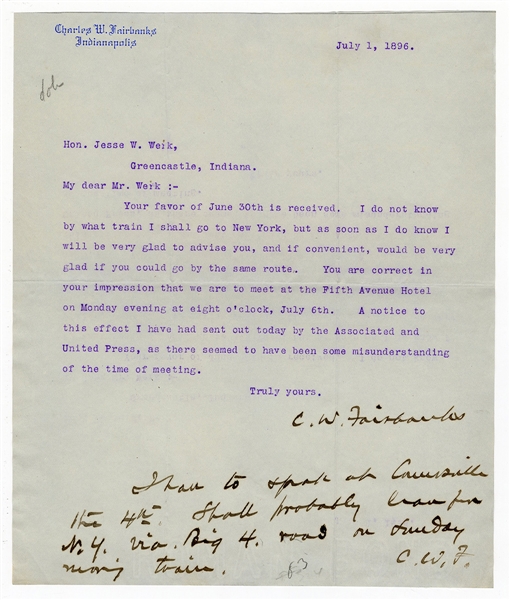 Charles W. Fairbanks
Indianapolis
July 1, 1896.
Hon. Jesse W. Weik,
Greencastle, Indiana.
My dear Mr. Weik :-
Your favor of June 30th is received. I do not know
by what train I shall go to New York, but as soon as I do know I
will be very glad to advise you, and if convenient, would be very
glad if you could go by the same route. You are correct in
your impression that we are to meet at the Fifth Avenue Hotel
on Monday evening at eight o'clock, July 6th. A notice to
this effect I have had sent out today by the Associated and
United Press, as there seemed to have been some misunderstanding
of the time of meeting.
Truly yours.
C. W. Fairbanks
I have to speak at
the 4th. Shall probably leave for
N.Y. via. Big 4. road on Sunday
morning train. C. W. F.
63